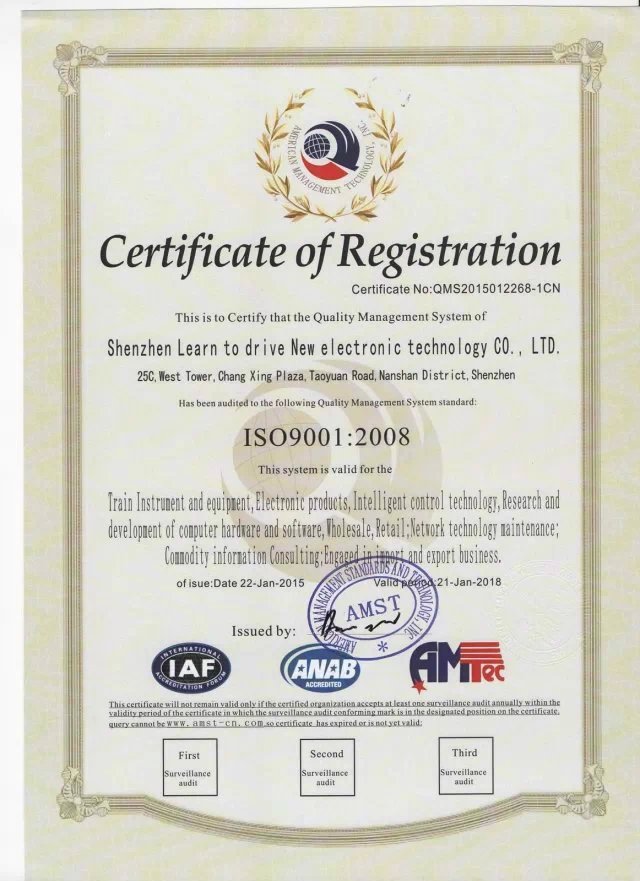 AMERICAN MANAGEMENT TECHNOLOGY, INC.
Certificate of Registration
Certificate No:QMS2015012268-1CN
This is to Certify that the Quality Management System of
Shenzhen Learn to drive New electronic technology CO., LTD.
25C, West Tower, Chang Xing Plaza, Taoyuan Road, Nanshan District, Shenzhen
Has been audited to the following Quality Management System standard:
ISO9001:2008
This system is valid for the
Train Instrument and equipment, Electronic products, Intelligent control technology, Research and
development of computer hardware and software, Wholesale, Retail; Network technology maintenance;
Commodity information Consulting; Engaged in import and export business.
of isue:Date 22-Jan-2015 Valid period:21-Jan-2018
AMERICAN MANAGEMENT STANDARDS AND TECHNOLOGY, INC
AMST
*
Issued by:
INTERNATIONAL
IAF
ACCREDITATION FORUM
ANAB
ACCREDITED
AMTEC
This certificate will not remain valid only if the certified organization accepts at least one surveillance audit annually within the
validity period of the certificate in which the surveillance audit conforming mark is in the designated position on the certificate.
query cannot be www.amst-cn.com.so certificate has expired or is not yet valid:
First
Surveillance
audit
Second
Surveillance
audit
Third
Surveillance
audit